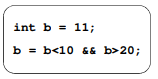 int b = 11;
b = b<10 && b>20;